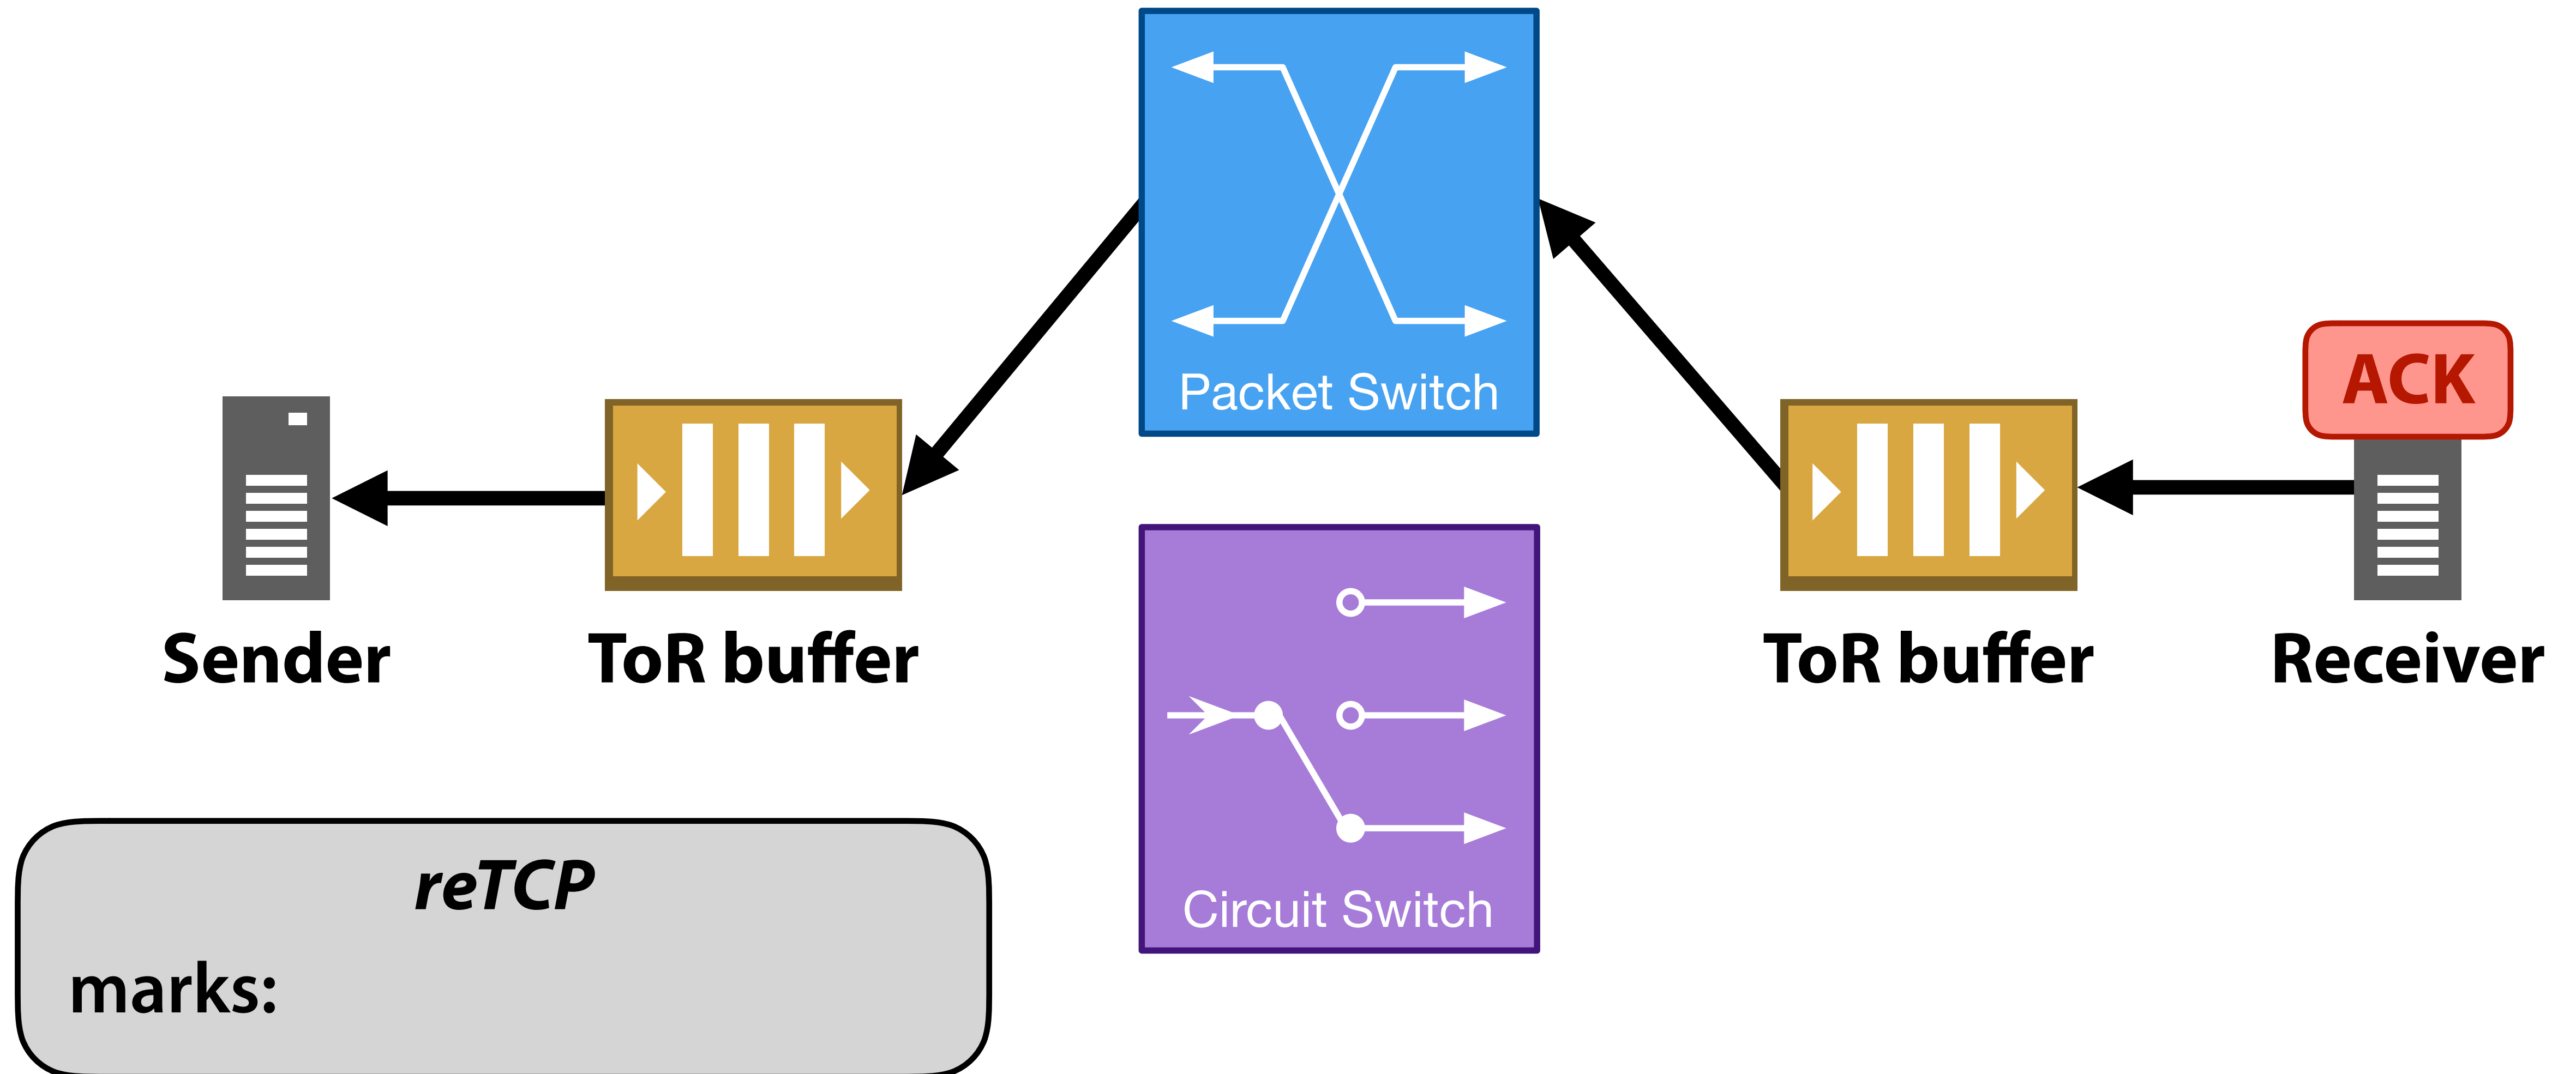 Packet Switch
ACK
Sender
ToR buffer
ToR buffer
Receiver
Circuit Switch
reTCP
marks: